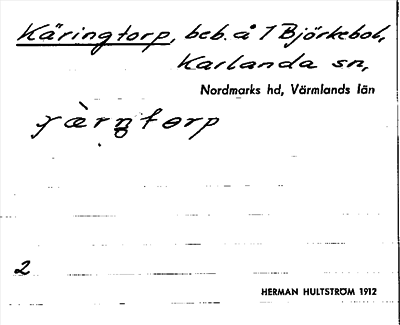 Käringtorp, beb. å 1 Björkebol,
Karlanda sn,
Nordmarks hd, Värmlands län
2
HERMAN HULTSTRÖM 1912